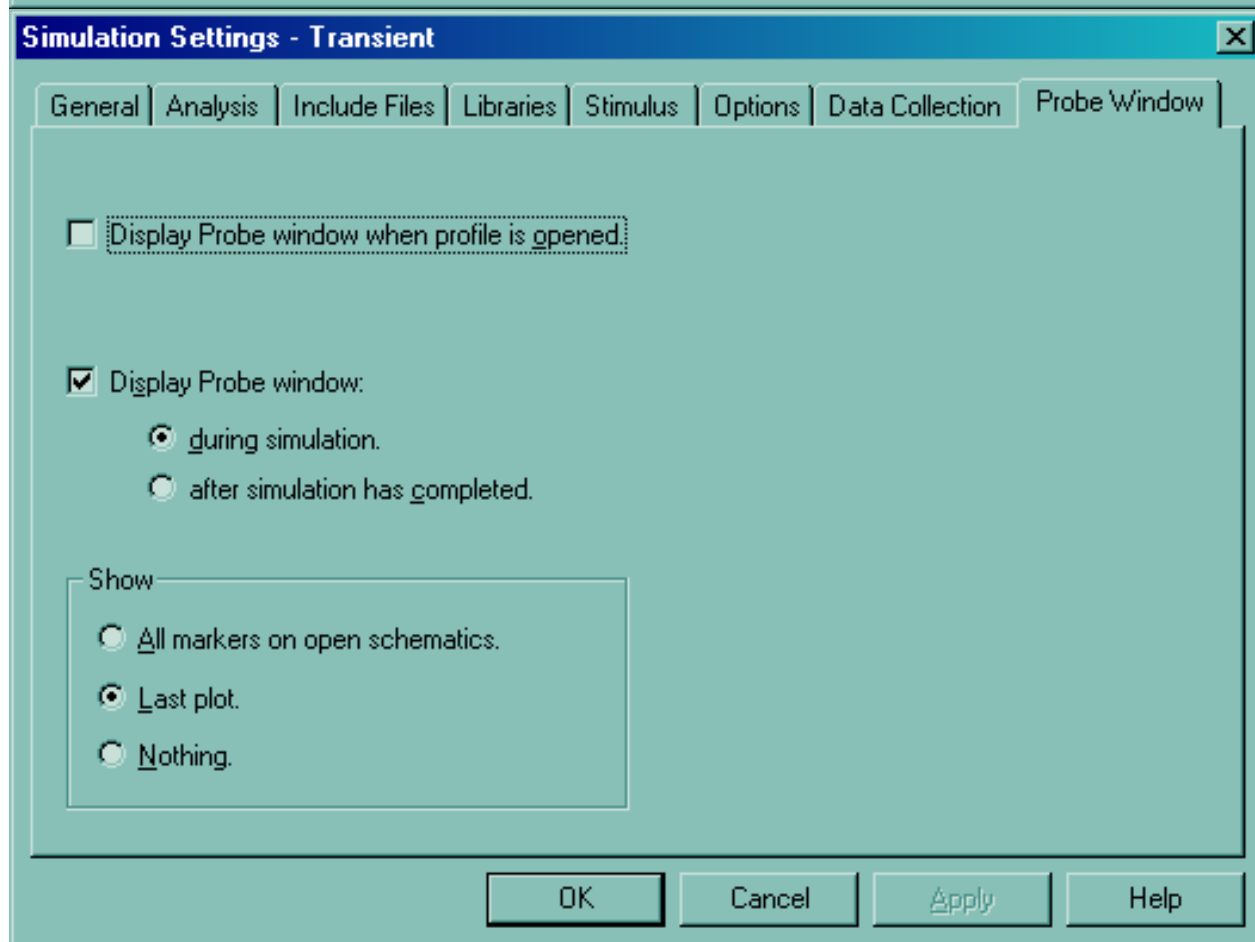 Simulation Settings - Transient
General Analysis Include Files Libraries Stimulus Options Data Collection Probe Window
Display Probe window when profile is opened.
Display Probe window:
during simulation.
after simulation has completed.
Show
All markers on open schematics.
Last plot.
Nothing.
OK Cancel Apply Help